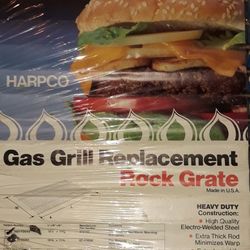 HARPCO
Gas Grill Replacement
Rock Grate
Made in U.S.A.
HEAVY DUTY
Construction:
• High Quality
Electro-Welded Steel
• Extra Thick Rod
Minimizes Warp